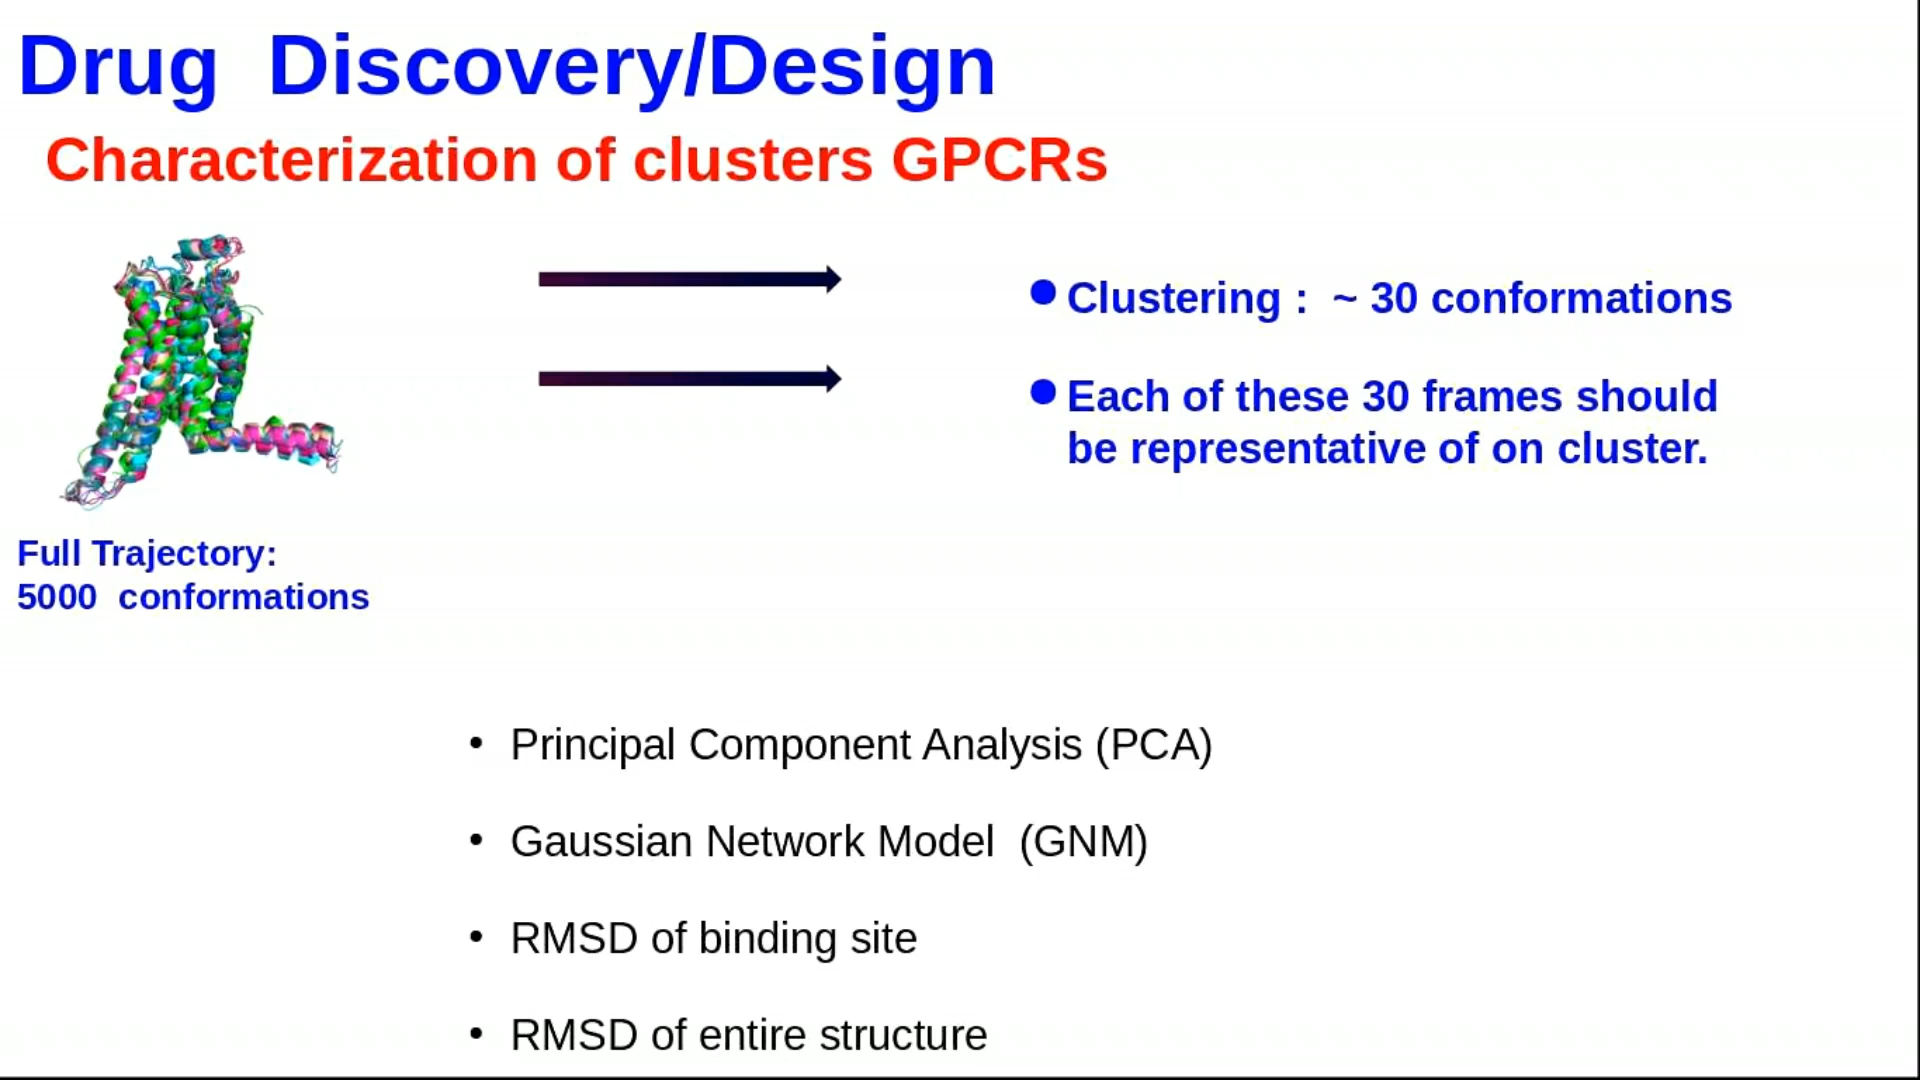 Drug Discovery/Design
Characterization of clusters GPCRs
• Clustering : ~ 30 conformations
• Each of these 30 frames should
be representative of on cluster.
Full Trajectory:
5000 conformations
• Principal Component Analysis (PCA)
• Gaussian Network Model (GNM)
• RMSD of binding site
• RMSD of entire structure